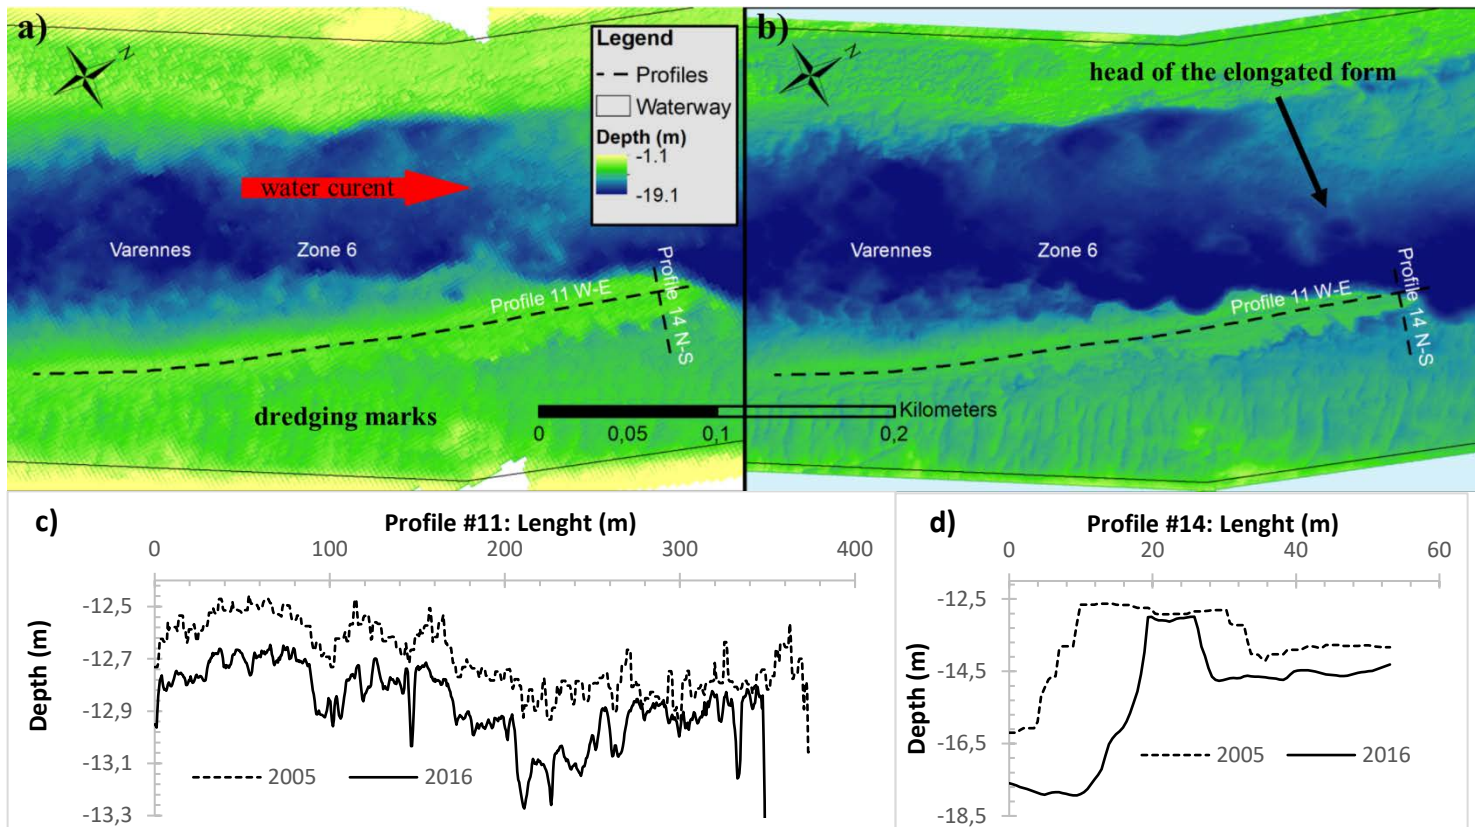 a)
N
Legend
Profiles
Waterway
Depth (m)
-1.1
-19.1
water curent
Varennes
Zone 6
Profile 11 W-E
Profile 14 N-S
dredging marks
b)
N
head of the elongated form
Varennes
Zone 6
Profile 11 W-E
Profile 14 N-S
Kilometers
0 0,05 0,1 0,2
c)
Profile #11: Lenght (m)
0 100 200 300 400
Depth (m)
-12,5
-12,7
-12,9
-13,1
-13,3
2005 2016
d)
Profile #14: Lenght (m)
0 20 40 60
Depth (m)
-12,5
-14,5
-16,5
-18,5
2005 2016